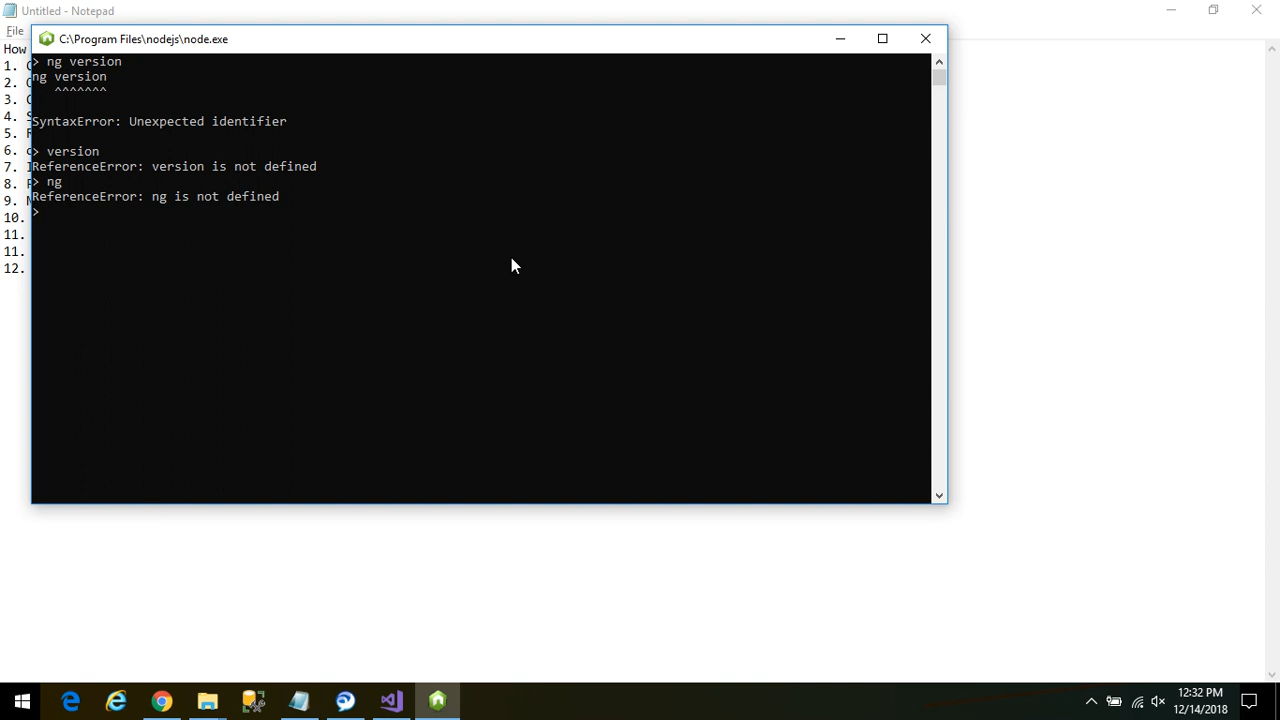 Untitled - Notepad
File
C:\Program Files\nodejs\node.exe
How
1.
2.
3.
4.
5.
6.
7.
8.
9.
10.
11.
11.
12.
> ng version
ng version
^^^^^^^
SyntaxError: Unexpected identifier
> version
ReferenceError: version is not defined
> ng
ReferenceError: ng is not defined
>
12:32 PM
12/14/2018